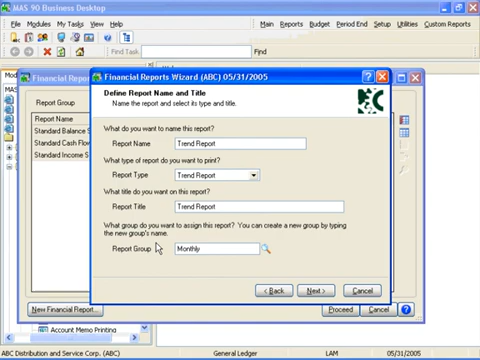 MAS 90 Business Desktop
File Modules Tasks View Help
Main Reports Budget Period End Setup Utilities Custom Reports
Find Task
Find
Financial Reports Wizard (ABC) 05/31/2005
Define Report Name and Title
Name the report and select its type and title.
Report Group
Report Name
Standard Balance S
Standard Cash Flow
Standard Income S
What do you want to name this report?
Report Name Trend Report
What type of report do you want to print?
Report Type Trend Report
What title do you want on this report?
Report Title Trend Report
What group do you want to assign this report? You can create a new group by typing
the new group's name.
Report Group Monthly
< Back Next > Cancel
New Financial Report... Proceed Cancel
Account Memo Printing
ABC Distribution and Service Corp. (ABC) General Ledger LAM 05/31/2005